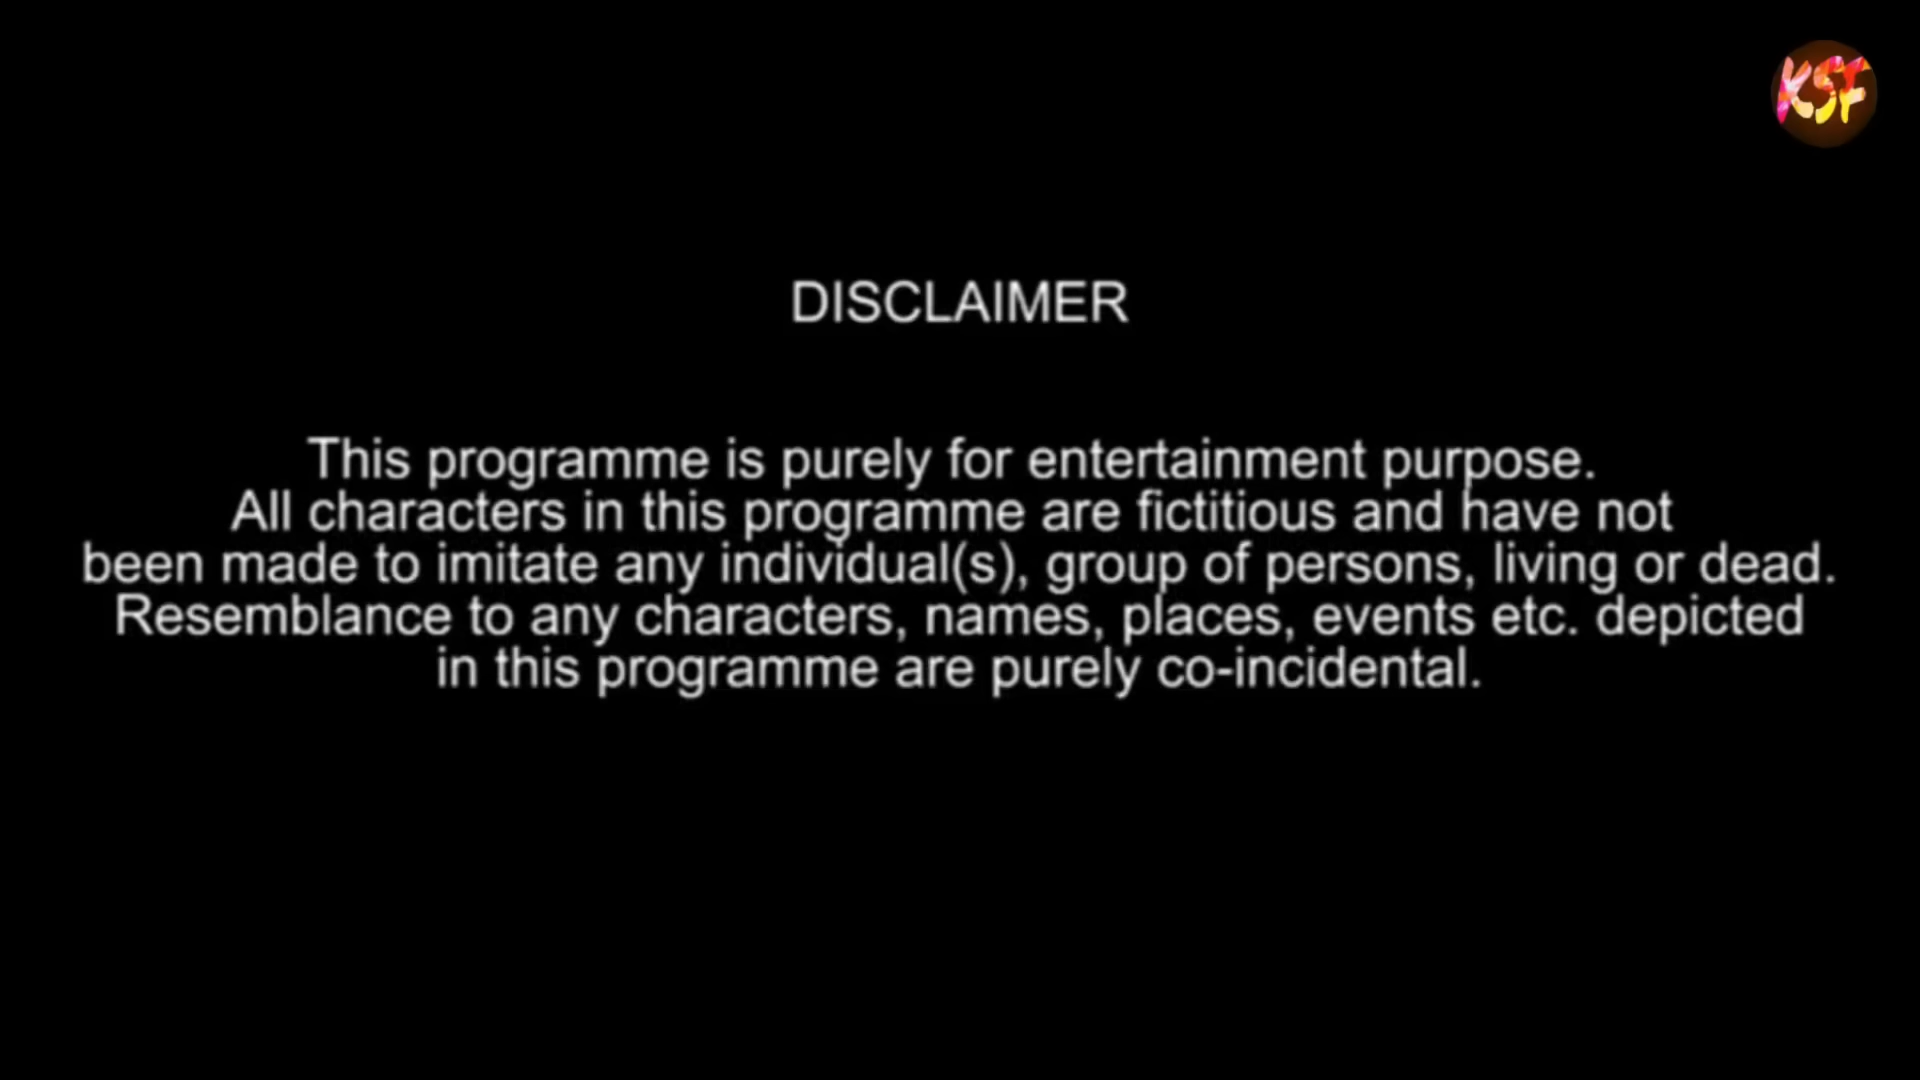 KSF
DISCLAIMER
This programme is purely for entertainment purpose.
All characters in this programme are fictitious and have not
been made to imitate any individual(s), group of persons, living or dead.
Resemblance to any characters, names, places, events etc. depicted
in this programme are purely co-incidental.